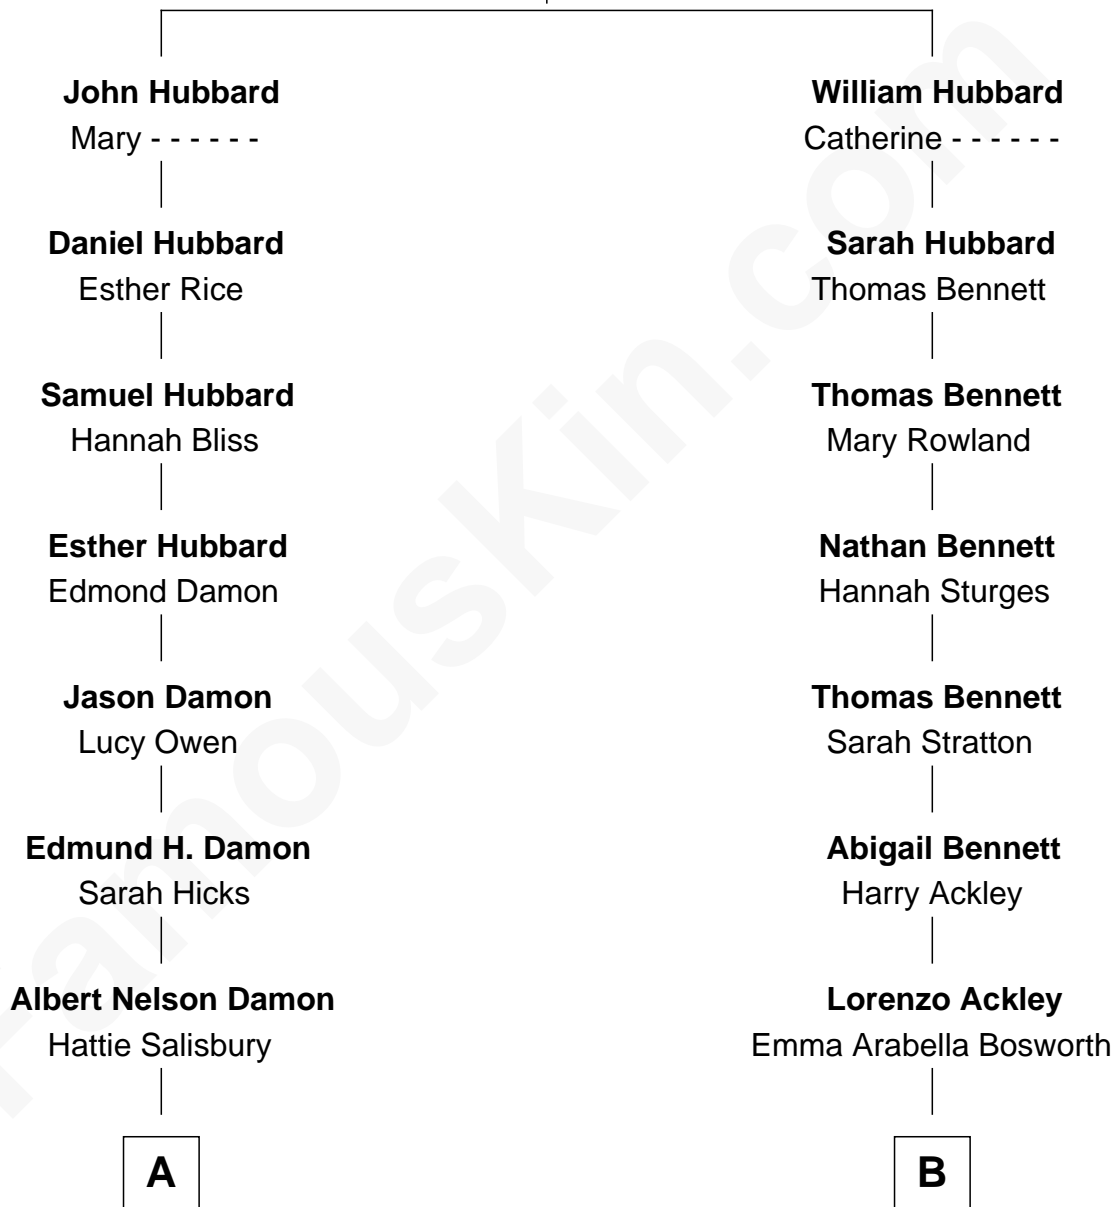 John Hubbard
Mary - - - - - -
Daniel Hubbard
Esther Rice
Samuel Hubbard
Hannah Bliss
Esther Hubbard
Edmond Damon
Jason Damon
Lucy Owen
Edmund H. Damon
Sarah Hicks
Albert Nelson Damon
Hattie Salisbury
A
William Hubbard
Catherine - - - - - -
Sarah Hubbard
Thomas Bennett
Thomas Bennett
Mary Rowland
Nathan Bennett
Hannah Sturges
Thomas Bennett
Sarah Stratton
Abigail Bennett
Harry Ackley
Lorenzo Ackley
Emma Arabella Bosworth
B
FamousKin.com